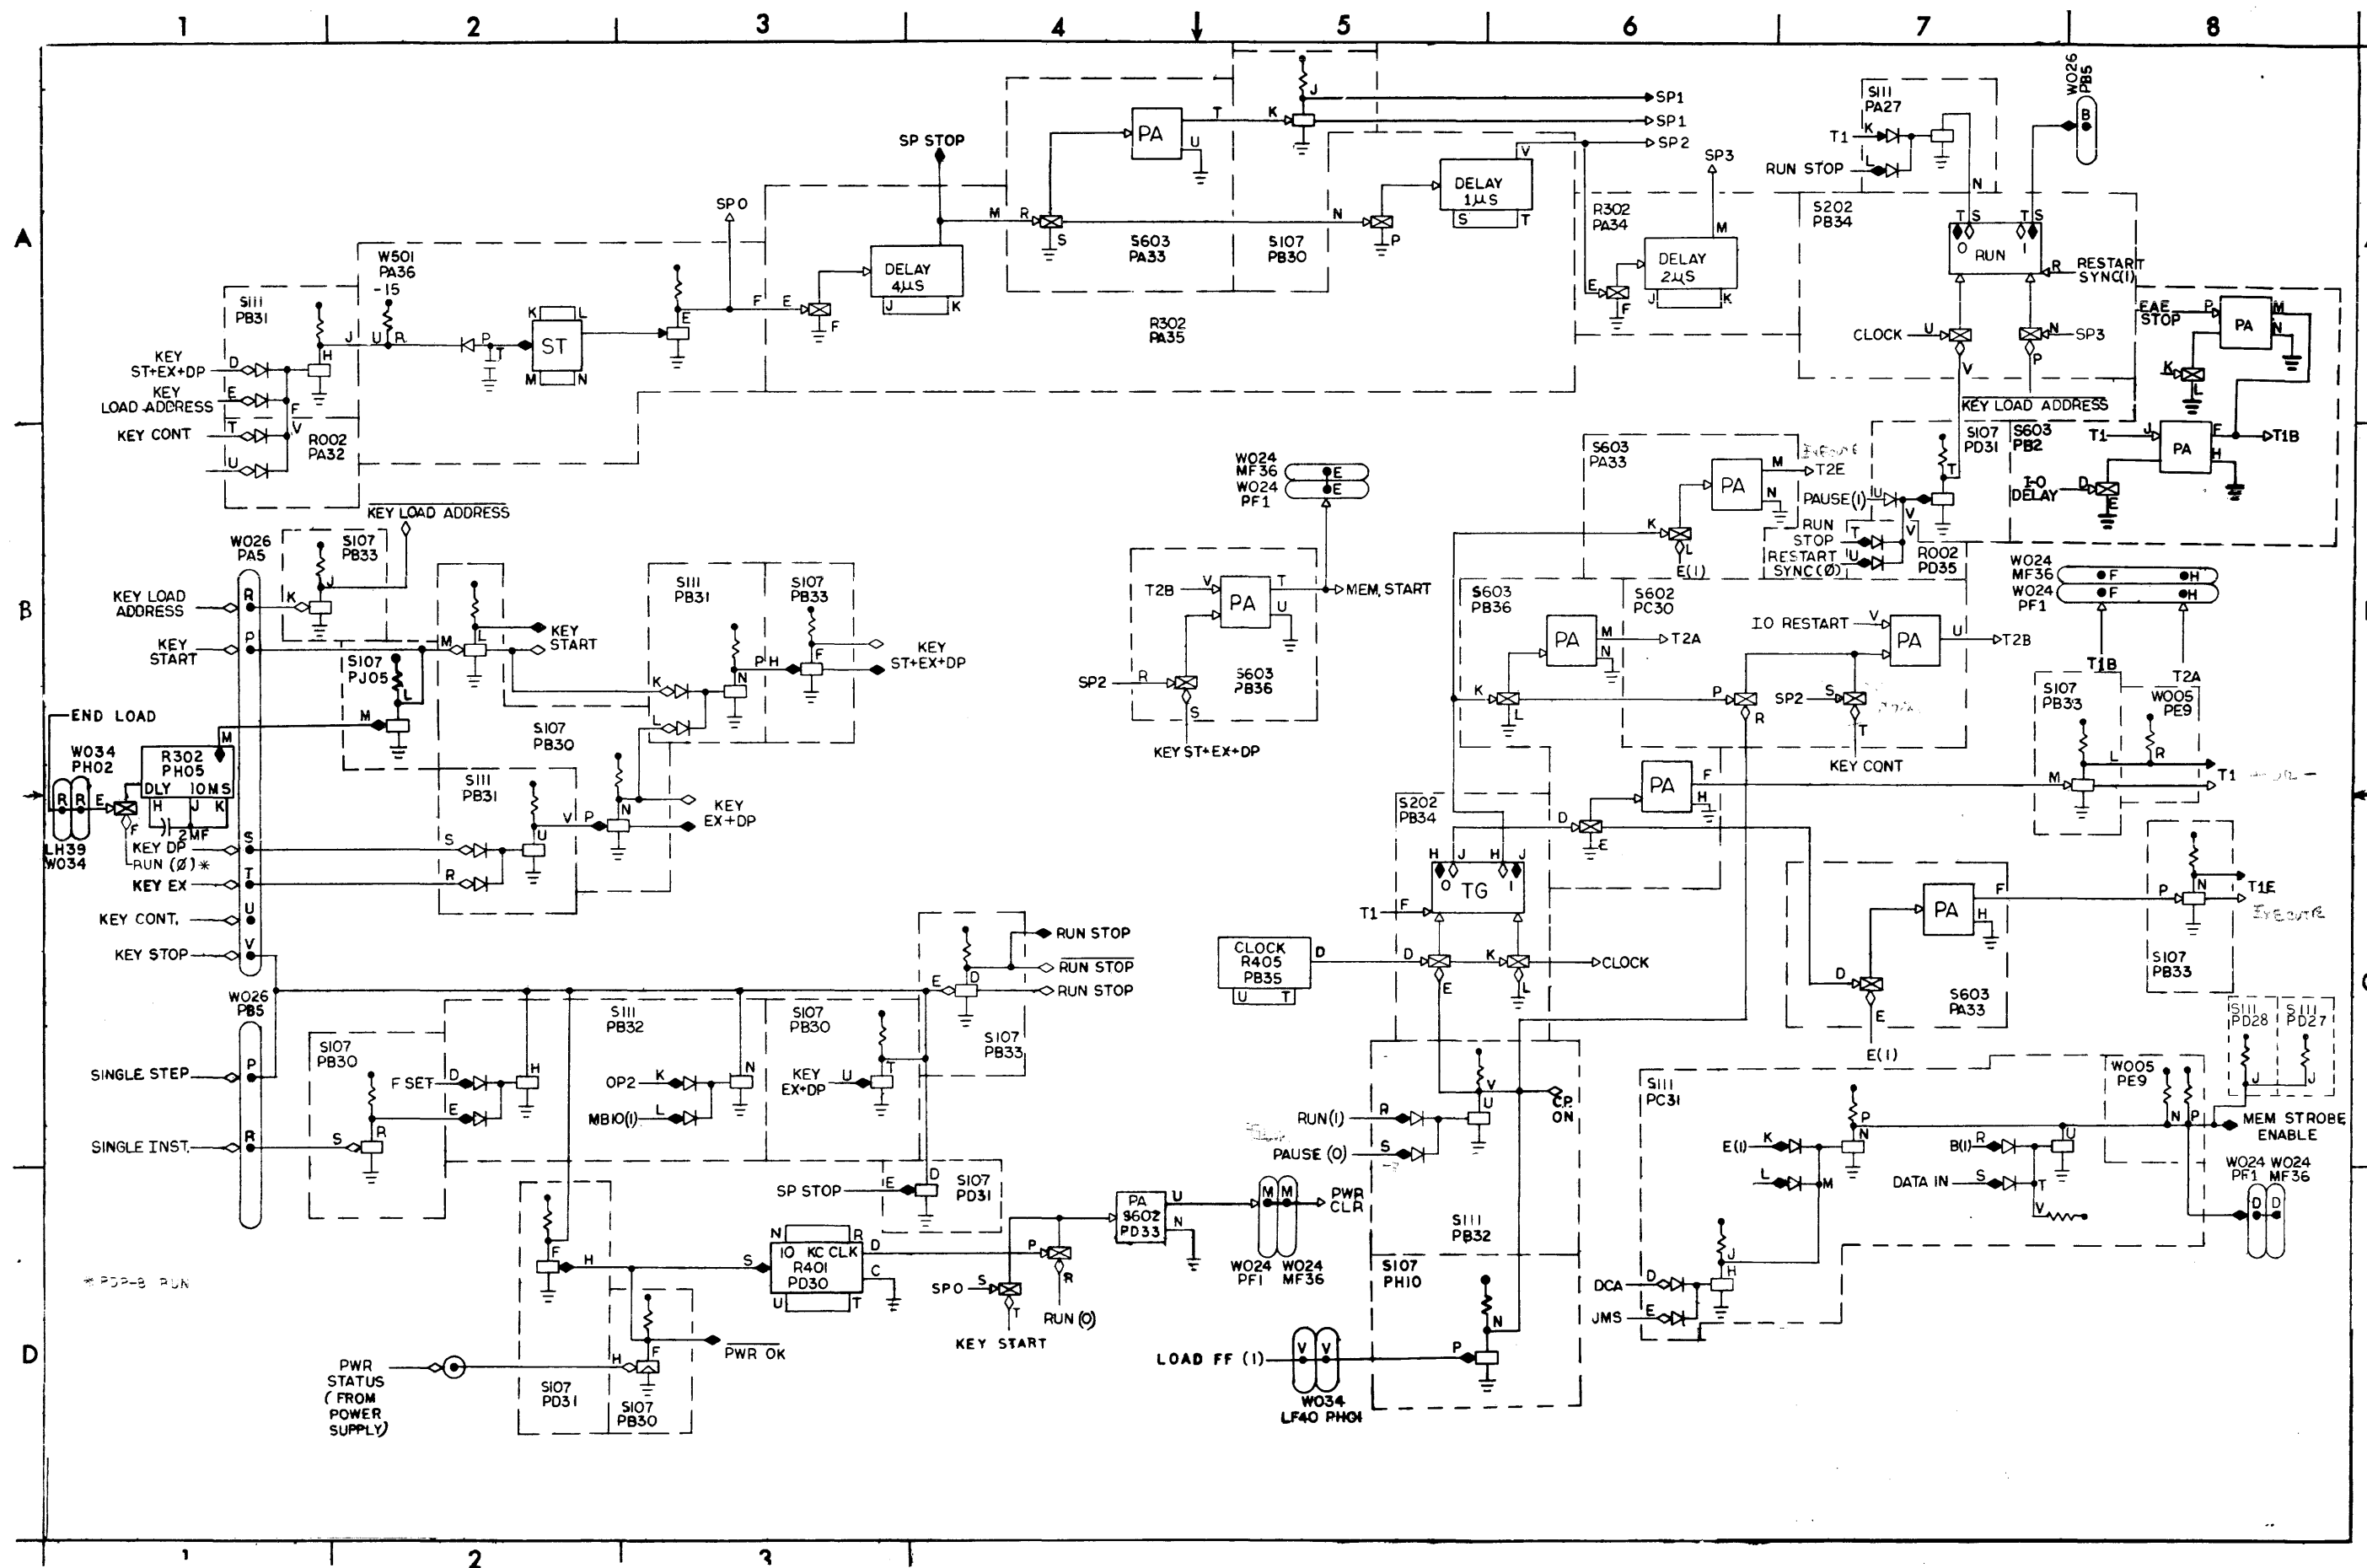 1 2 3 4 5 6 7 8
A
B
C
D
SP STOP
SP0
M R
S
PA
T
U
K
J
SP1
SP1
SP2
SP3
S603
PA33
S107
PB30
N
P
DELAY
1µS
S T
V
R302
PA34
E
F
DELAY
2µS
J K
M
DELAY
4µS
J K
F E
F
R302
PA35
W501
PA36
-15
S111
PB31
J U R
P
T
K L
ST
M N
E
KEY
ST+EX+DP
D
H
KEY
LOAD ADDRESS
E
F
KEY CONT
T
V
U
R002
PA32
S111
PA27
T1 K
RUN STOP L
N
W026
PB5
B
S202
PB34
T S T S
0 RUN 1
R RESTART
SYNC(1)
CLOCK U
V
N SP3
P
KEY LOAD ADDRESS
EAE
STOP
P
PA
M
N
K
L
T1 J
PA
F
T1B
H
I-O
DELAY
D
E
S603
PB2
S107
PD31
T
PAUSE(1) U
V
RUN
STOP T
V
RESTART
SYNC(0) U
R002
PD35
S603
PA33
PA
M
T2E
N
K
L
E(1)
W024
MF36
E
W024
PF1
E
T2B V
PA
T
MEM. START
U
SP2 R
S
S603
PB36
KEY ST+EX+DP
S603
PB36
PA
M
T2A
N
K
L
S602
PC30
IO RESTART V
PA
U
T2B
P
R
SP2 S
T
KEY CONT
W024
MF36
F H
W024
PF1
F H
T1B
T2A
S107
PB33
W005
PE9
L R
M
T1
W026
PA5
KEY LOAD ADDRESS
S107
PB33
J
K
KEY LOAD
ADDRESS
R
KEY
START
P
M
L
KEY
START
S107
PJ05
L
M
S107
PB30
S111
PB31
K
L
N
P H
S107
PB33
F
KEY
ST+EX+DP
END LOAD
W034
PH02
R R E
F
LH39
W034
M
R302
PH05
DLY 10MS
H J K
2MF
KEY DP
S
RUN (Ø) *
KEY EX
T
KEY CONT.
U
KEY STOP
V
S111
PB31
S
R
U
V P
N
KEY
EX+DP
PA
F
H
D
E
S202
PB34
H J H J
0 TG 1
T1 F
CLOCK
R405
PB35
U T
D D
E
K
L
CLOCK
PA
F
H
D
E
E(1)
S603
PA33
S107
PB33
P
N
T1E
EXECUTE
RUN STOP
RUN STOP
RUN STOP
E
D
S107
PB33
W026
PB5
SINGLE STEP
P
SINGLE INST.
R
S107
PB30
R
S
S111
PB32
F SET D
E
H
OP2 K
MB10(1) L
N
S107
PB30
KEY
EX+DP
U
T
SP STOP E
D
S107
PD31
* PDP-8 RUN
F H
S107
PD31
PWR
STATUS
(FROM
POWER
SUPPLY)
H
F
PWR OK
S107
PB30
S
N R
10 KC CLK
R401
PD30
U T
D
C
SP0 S
T
KEY START
P
R
RUN (0)
PA
S602
PD33
U
N
M M
PWR
CLR
W024
PF1
W024
MF36
RUN(1) R
PAUSE (0) S
V
U
C.P.
ON
S111
PB32
S107
PH10
N
LOAD FF (1)
V V
P
W034
LF40 PH01
S111
PC31
E(1) K
L
M
P
N
DCA D
JMS E
J
H
B(1) R
DATA IN S
T
U
V
W005
PE9
N P
S111
PD28
S111
PD27
J J
MEM STROBE
ENABLE
W024
PF1
W024
MF36
D D
1 2 3